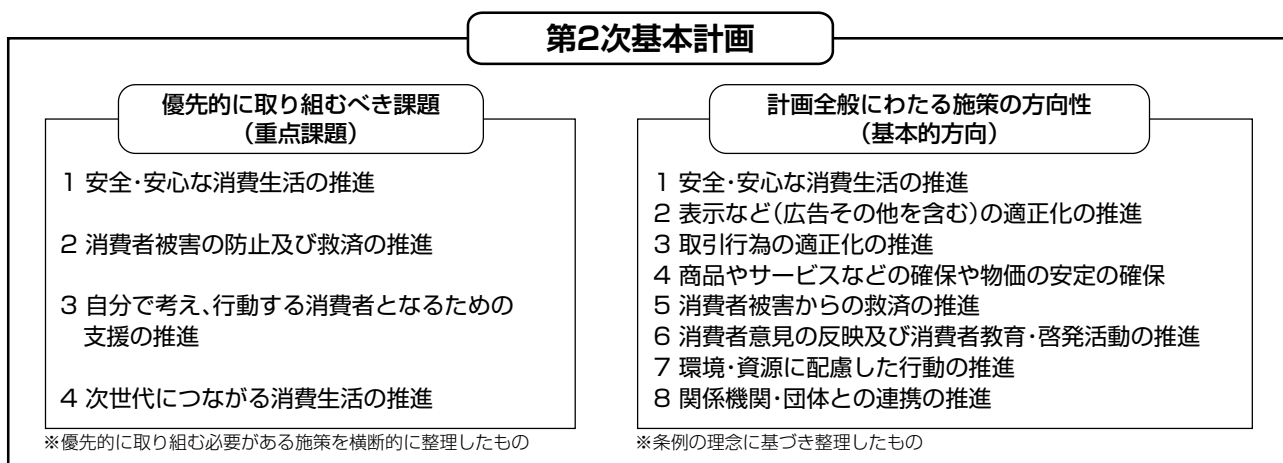 第2次基本計画
優先的に取り組むべき課題
（重点課題）
1 安全・安心な消費生活の推進
2 消費者被害の防止及び救済の推進
3 自分で考え、行動する消費者となるための
支援の推進
4 次世代につながる消費生活の推進
※優先的に取り組む必要がある施策を横断的に整理したもの
計画全般にわたる施策の方向性
（基本的方向）
1 安全・安心な消費生活の推進
2 表示など（広告その他を含む）の適正化の推進
3 取引行為の適正化の推進
4 商品やサービスなどの確保や物価の安定の確保
5 消費者被害からの救済の推進
6 消費者意見の反映及び消費者教育・啓発活動の推進
7 環境・資源に配慮した行動の推進
8 関係機関・団体との連携の推進
※条例の理念に基づき整理したもの